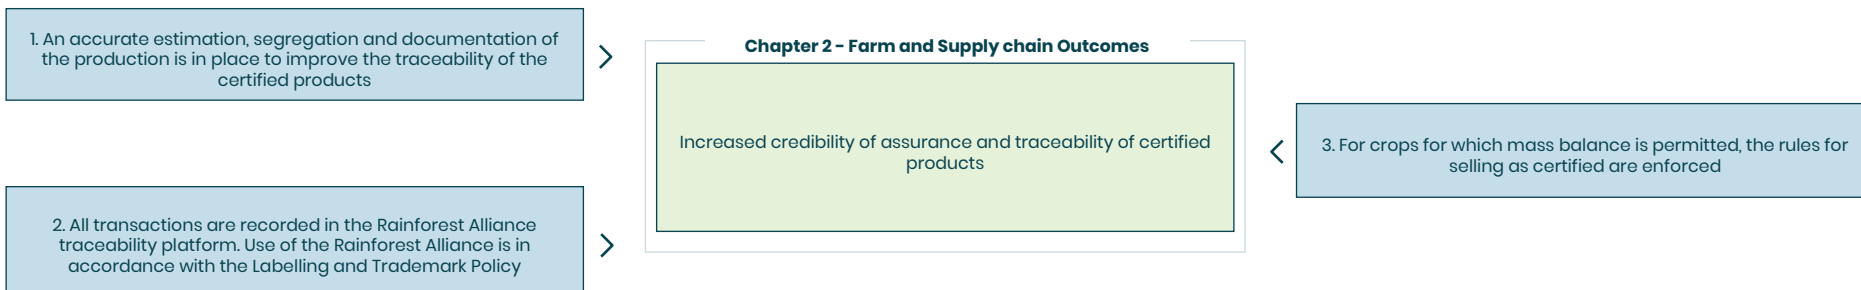 1. An accurate estimation, segregation and documentation of
the production is in place to improve the traceability of the
certified products
2. All transactions are recorded in the Rainforest Alliance
traceability platform. Use of the Rainforest Alliance is in
accordance with the Labelling and Trademark Policy
Chapter 2 - Farm and Supply chain Outcomes
Increased credibility of assurance and traceability of certified
products
3. For crops for which mass balance is permitted, the rules for
selling as certified are enforced